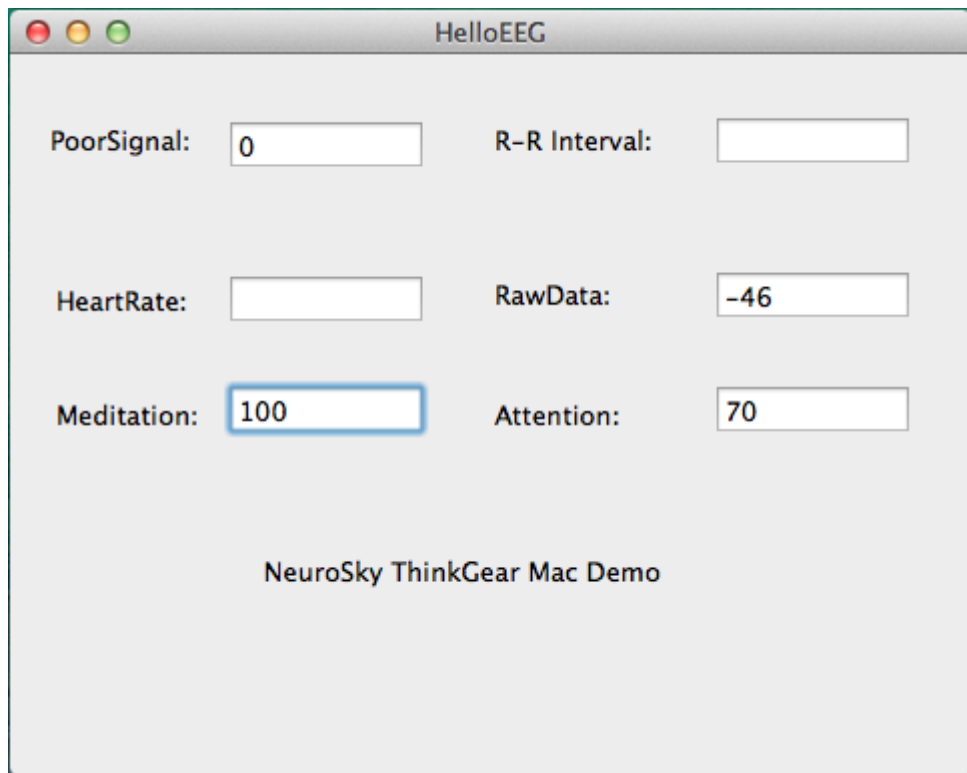 HelloEEG
PoorSignal: 0 R-R Interval:
HeartRate: RawData: -46
Meditation: 100 Attention: 70
NeuroSky ThinkGear Mac Demo